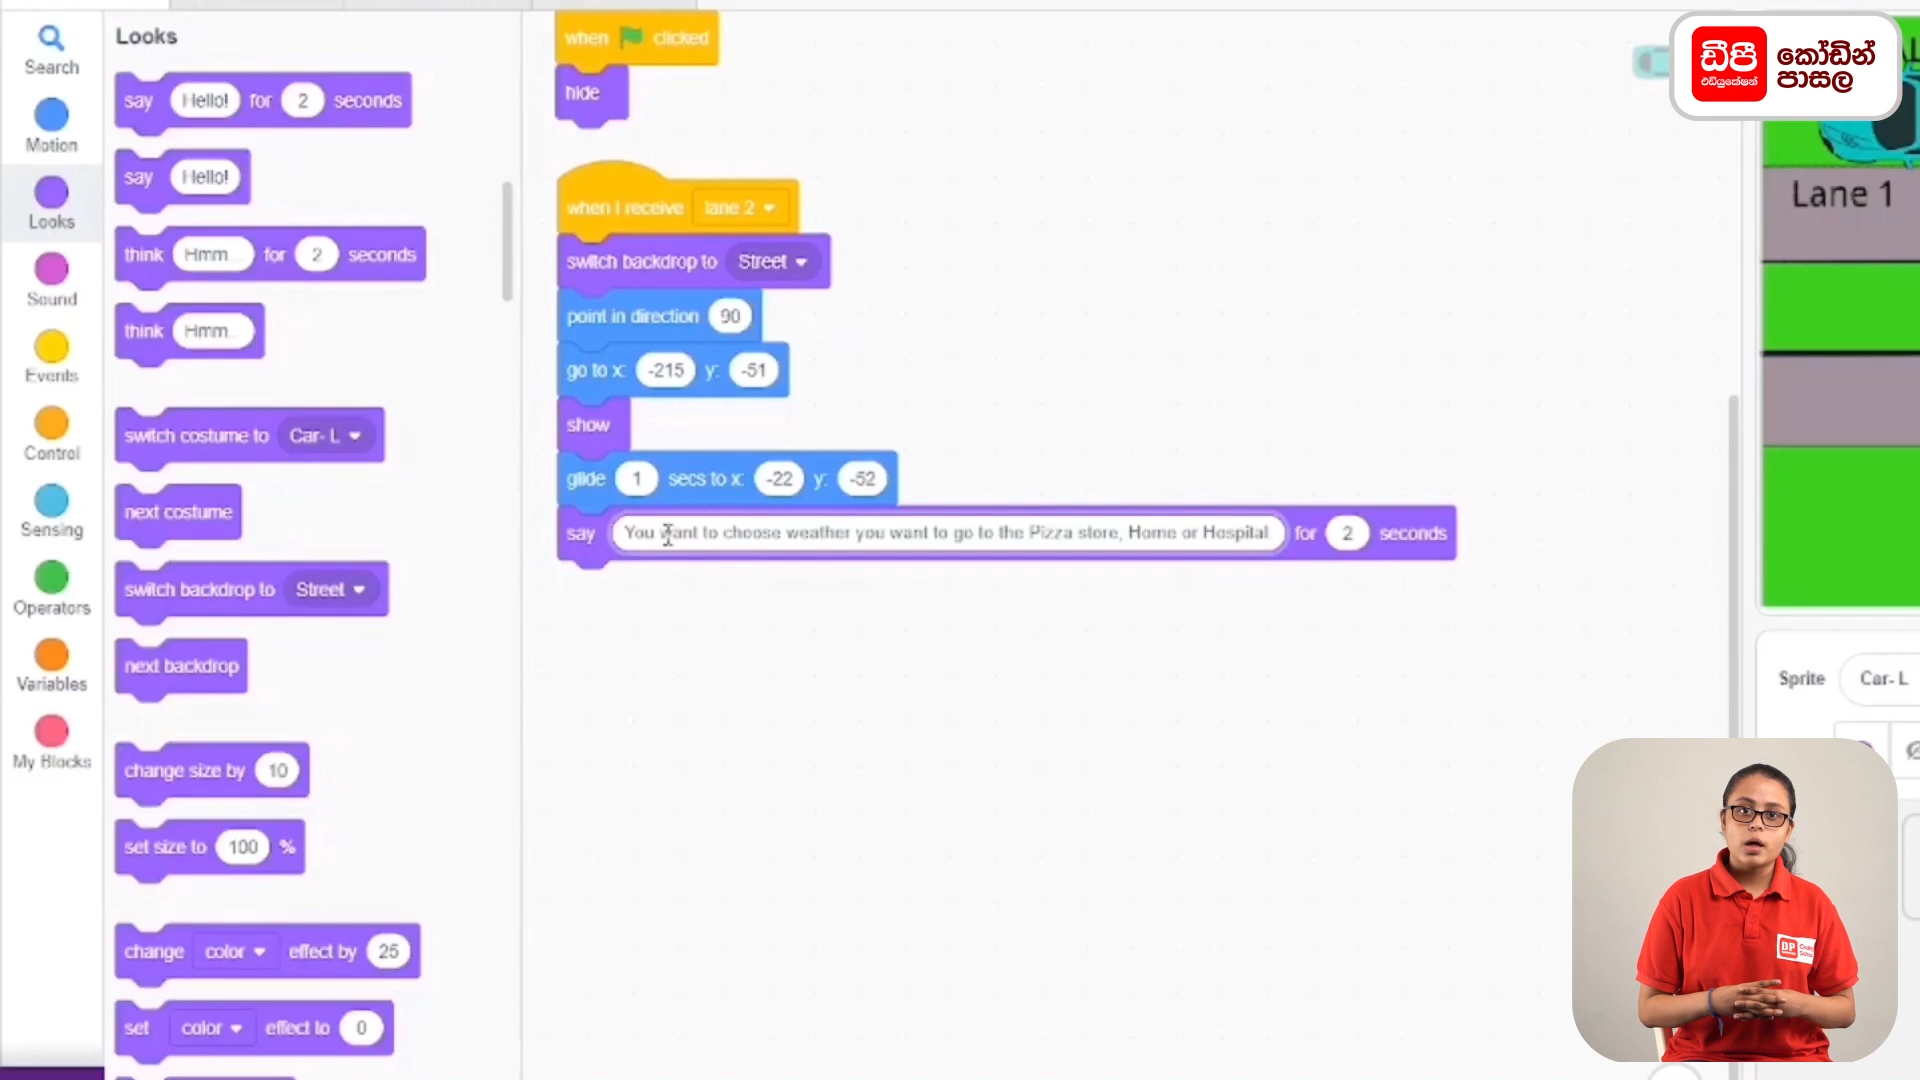 Search
Motion
Looks
Sound
Events
Control
Sensing
Operators
Variables
My Blocks
Looks
say Hello! for 2 seconds
say Hello!
think Hmm... for 2 seconds
think Hmm...
switch costume to Car- L
next costume
switch backdrop to Street
next backdrop
change size by 10
set size to 100 %
change color effect by 25
set color effect to 0
when clicked
hide
when I receive lane 2
switch backdrop to Street
point in direction 90
go to x: -215 y: -51
show
glide 1 secs to x: -22 y: -52
say You want to choose weather you want to go to the Pizza store, Home or Hospital for 2 seconds
ඩීපී
එඩියුකේෂන්
කෝඩින්
පාසල
Lane 1
Sprite Car- L
DP